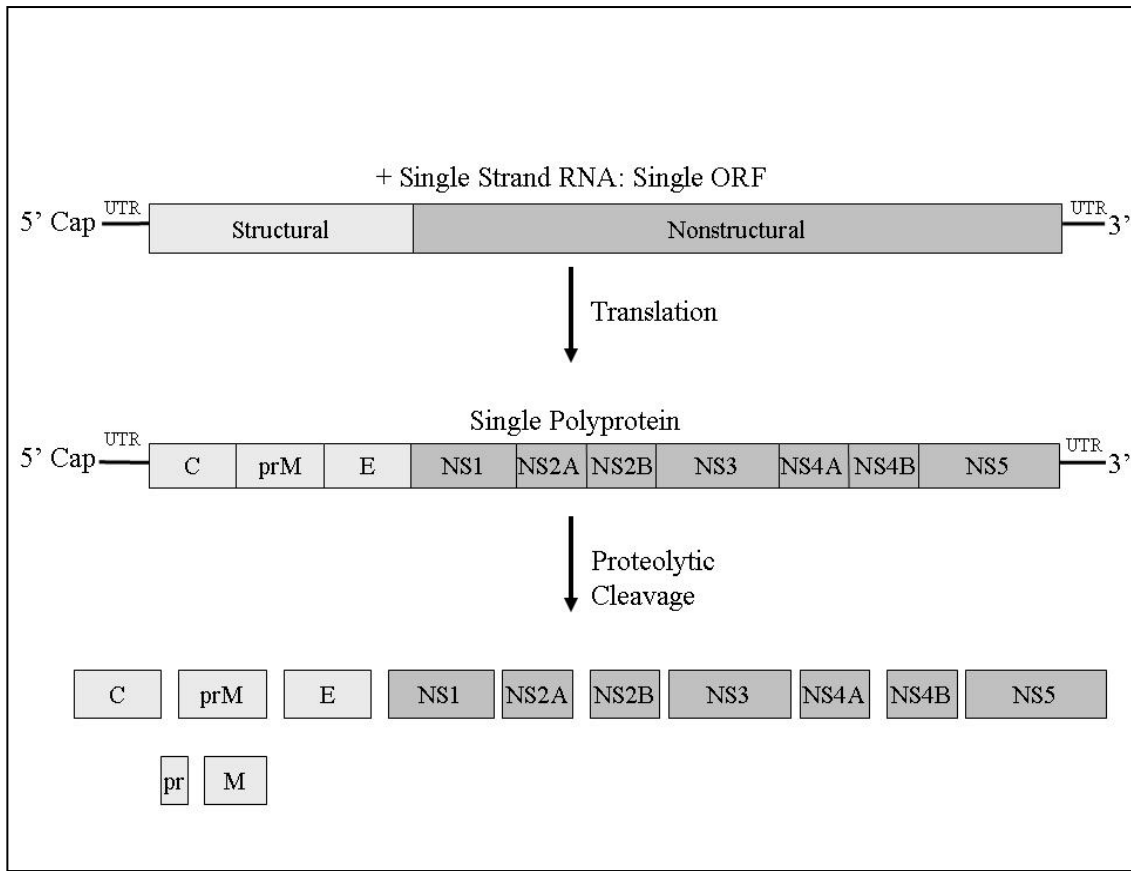 + Single Strand RNA: Single ORF
5’ Cap UTR Structural Nonstructural UTR 3’
Translation
Single Polyprotein
5’ Cap UTR C prM E NS1 NS2A NS2B NS3 NS4A NS4B NS5 UTR 3’
Proteolytic
Cleavage
C prM E NS1 NS2A NS2B NS3 NS4A NS4B NS5
pr M